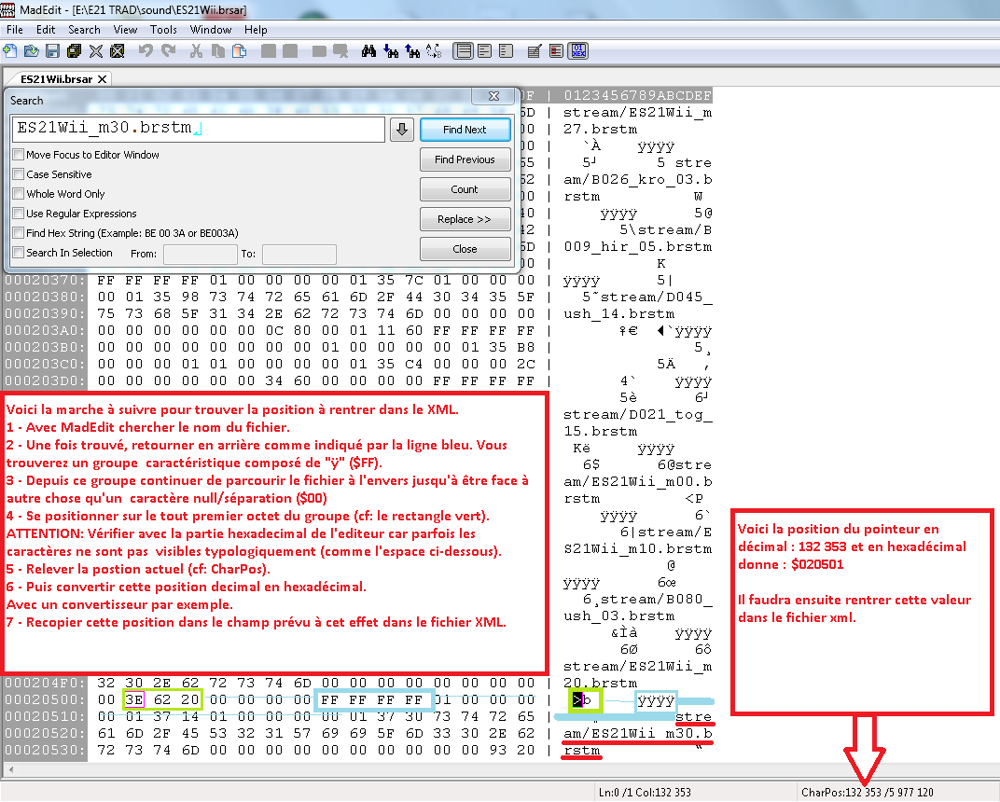 MadEdit - [E:\E21 TRAD\sound\ES21Wii.brsar]
File Edit Search View Tools Window Help
ES21Wii.brsar
Search
ES21Wii_m30.brstm
Find Next
Move Focus to Editor Window
Find Previous
Case Sensitive
Whole Word Only
Count
Use Regular Expressions
Replace >>
Find Hex String (Example: BE 00 3A or BE003A)
Search In Selection From: To:
Close
0123456789ABCDEF
stream/ES21Wii_m
27.brstm
`À ÿÿÿÿ
5┘ 5 stre
am/B026_kro_03.b
rstm W
ÿÿÿÿ 5@
5\stream/B
009_hir_05.brstm
K
00020370: FF FF FF FF 01 00 00 00 00 01 35 7C 01 00 00 00 | ÿÿÿÿ 5|
00020380: 00 01 35 98 73 74 72 65 61 6D 2F 44 30 34 35 5F | 5˜stream/D045_
00020390: 75 73 68 5F 31 34 2E 62 72 73 74 6D 00 00 00 00 | ush_14.brstm
000203A0: 00 00 00 00 00 00 0C 80 00 01 11 60 FF FF FF FF | ♀€ ◄`ÿÿÿÿ
000203B0: 00 00 00 00 00 00 00 00 01 00 00 00 00 01 35 B8 | 5¸
000203C0: 00 00 00 00 01 01 00 00 00 01 35 C4 00 00 00 2C | 5Ä ,
000203D0: 00 00 00 00 00 00 34 60 00 00 00 00 FF FF FF FF | 4` ÿÿÿÿ
5è 6┘
stream/D021_tog_
15.brstm
Kë ÿÿÿÿ
6$ 6@stre
am/ES21Wii_m00.b
rstm <P
ÿÿÿÿ 6`
6|stream/E
S21Wii_m10.brstm
@
ÿÿÿÿ 6œ
6¸stream/B080_
ush_03.brstm
&Ìà ÿÿÿÿ
6Ø 6ô
stream/ES21Wii_m
Voici la marche à suivre pour trouver la position à rentrer dans le XML.
1 - Avec MadEdit chercher le nom du fichier.
2 - Une fois trouvé, retourner en arrière comme indiqué par la ligne bleu. Vous
trouverez un groupe caractéristique composé de "ÿ" ($FF).
3 - Depuis ce groupe continuer de parcourir le fichier à l'envers jusqu'à être face à
autre chose qu'un caractère null/séparation ($00)
4 - Se positionner sur le tout premier octet du groupe (cf: le rectangle vert).
ATTENTION: Vérifier avec la partie hexadecimal de l'editeur car parfois les
caractères ne sont pas visibles typologiquement (comme l'espace ci-dessous).
5 - Relever la postion actuel (cf: CharPos).
6 - Puis convertir cette position decimal en hexadécimal.
Avec un convertisseur par exemple.
7 - Recopier cette position dans le champ prévu à cet effet dans le fichier XML.
Voici la position du pointeur en
décimal : 132 353 et en hexadécimal
donne : $020501
Il faudra ensuite rentrer cette valeur
dans le fichier xml.
000204F0: 32 30 2E 62 72 73 74 6D 00 00 00 00 00 00 00 00 | 20.brstm
00020500: 00 3E 62 20 00 00 00 00 FF FF FF FF 01 00 00 00 | >b ÿÿÿÿ
00020510: 00 01 37 14 01 00 00 00 00 01 37 30 73 74 72 65 | stre
00020520: 61 6D 2F 45 53 32 31 57 69 69 5F 6D 33 30 2E 62 | am/ES21Wii_m30.b
00020530: 72 73 74 6D 00 00 00 00 00 00 00 00 00 00 93 20 | rstm “
Ln:0 /1 Col:132 353 CharPos:132 353 /5 977 120